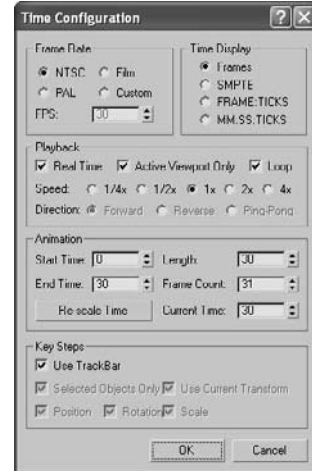 Time Configuration
Frame Rate
NTSC Film
PAL Custom
FPS: 30
Time Display
Frames
SMPTE
FRAME:TICKS
MM:SS:TICKS
Playback
Real Time Active Viewport Only Loop
Speed: 1/4x 1/2x 1x 2x 4x
Direction: Forward Reverse Ping-Pong
Animation
Start Time: 0 Length: 30
End Time: 30 Frame Count: 31
Re-scale Time Current Time: 30
Key Steps
Use TrackBar
Selected Objects Only Use Current Transform
Position Rotation Scale
OK Cancel